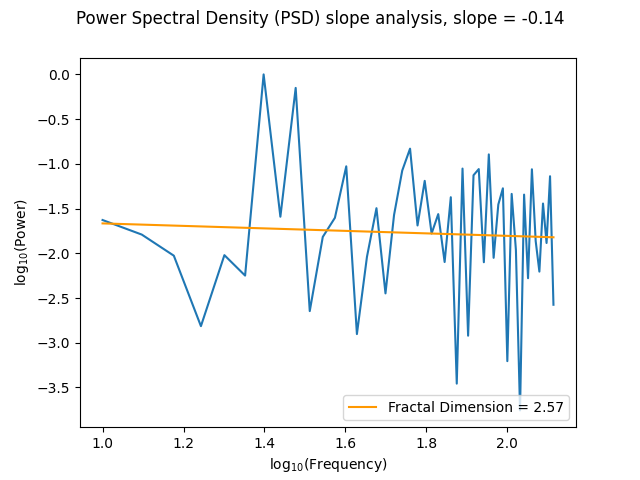 Power Spectral Density (PSD) slope analysis, slope = -0.14
0.0
−0.5
−1.0
−1.5
−2.0
−2.5
−3.0
−3.5
log₁₀(Power)
Fractal Dimension = 2.57
1.0 1.2 1.4 1.6 1.8 2.0
log₁₀(Frequency)